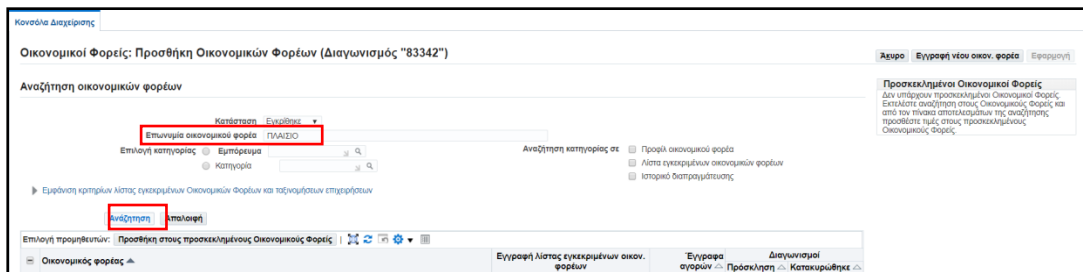 Κονσόλα Διαχείρισης
Οικονομικοί Φορείς: Προσθήκη Οικονομικών Φορέων (Διαγωνισμός "83342")
Άκυρο Εγγραφή νέου οικον. φορέα Εφαρμογή
Αναζήτηση οικονομικών φορέων
Προσκεκλημένοι Οικονομικοί Φορείς
Δεν υπάρχουν προσκεκλημένοι Οικονομικοί Φορείς.
Εκτελέστε αναζήτηση στους Οικονομικούς Φορείς και
από τον πίνακα αποτελεσμάτων της αναζήτησης
προσθέστε τιμές στους προσκεκλημένους
Οικονομικούς Φορείς.
Κατάσταση Εγκρίθηκε
Επωνυμία οικονομικού φορέα ΠΛΑΙΣΙΟ
Επιλογή κατηγορίας Εμπόρευμα
Κατηγορία
Αναζήτηση κατηγορίας σε Προφίλ οικονομικού φορέα
Λίστα εγκεκριμένων οικονομικών φορέων
Ιστορικό διαπραγμάτευσης
Εμφάνιση κριτηρίων λίστας εγκεκριμένων Οικονομικών Φορέων και ταξινομήσεων επιχειρήσεων
Αναζήτηση Απαλοιφή
Επιλογή προμηθευτών: Προσθήκη στους προσκεκλημένους Οικονομικούς Φορείς
Οικονομικός φορέας
Εγγραφή λίστας εγκεκριμένων οικον. φορέων
Έγγραφα αγορών
Διαγωνισμοί
Πρόσκληση Κατακυρώθηκε